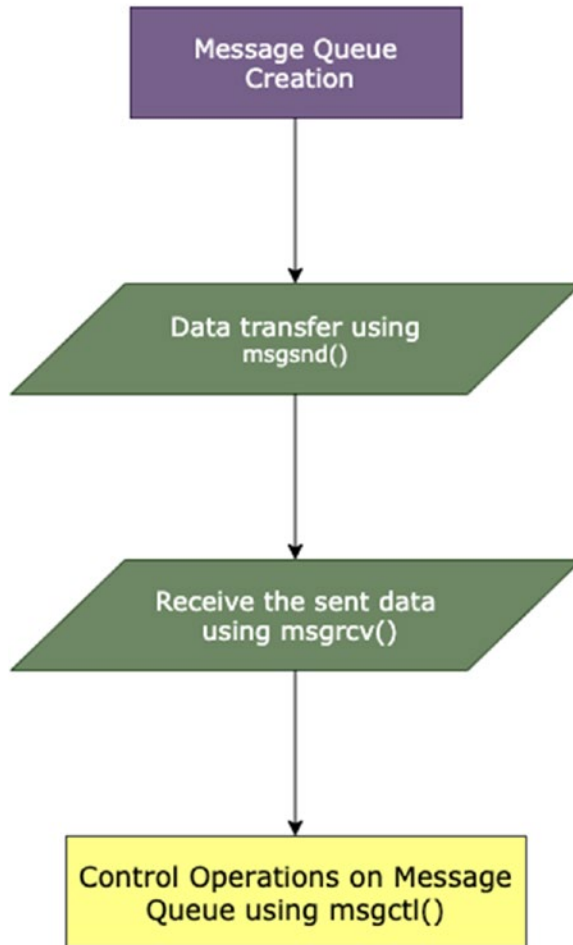 Message Queue
Creation
Data transfer using
msgsnd()
Receive the sent data
using msgrcv()
Control Operations on Message
Queue using msgctl()